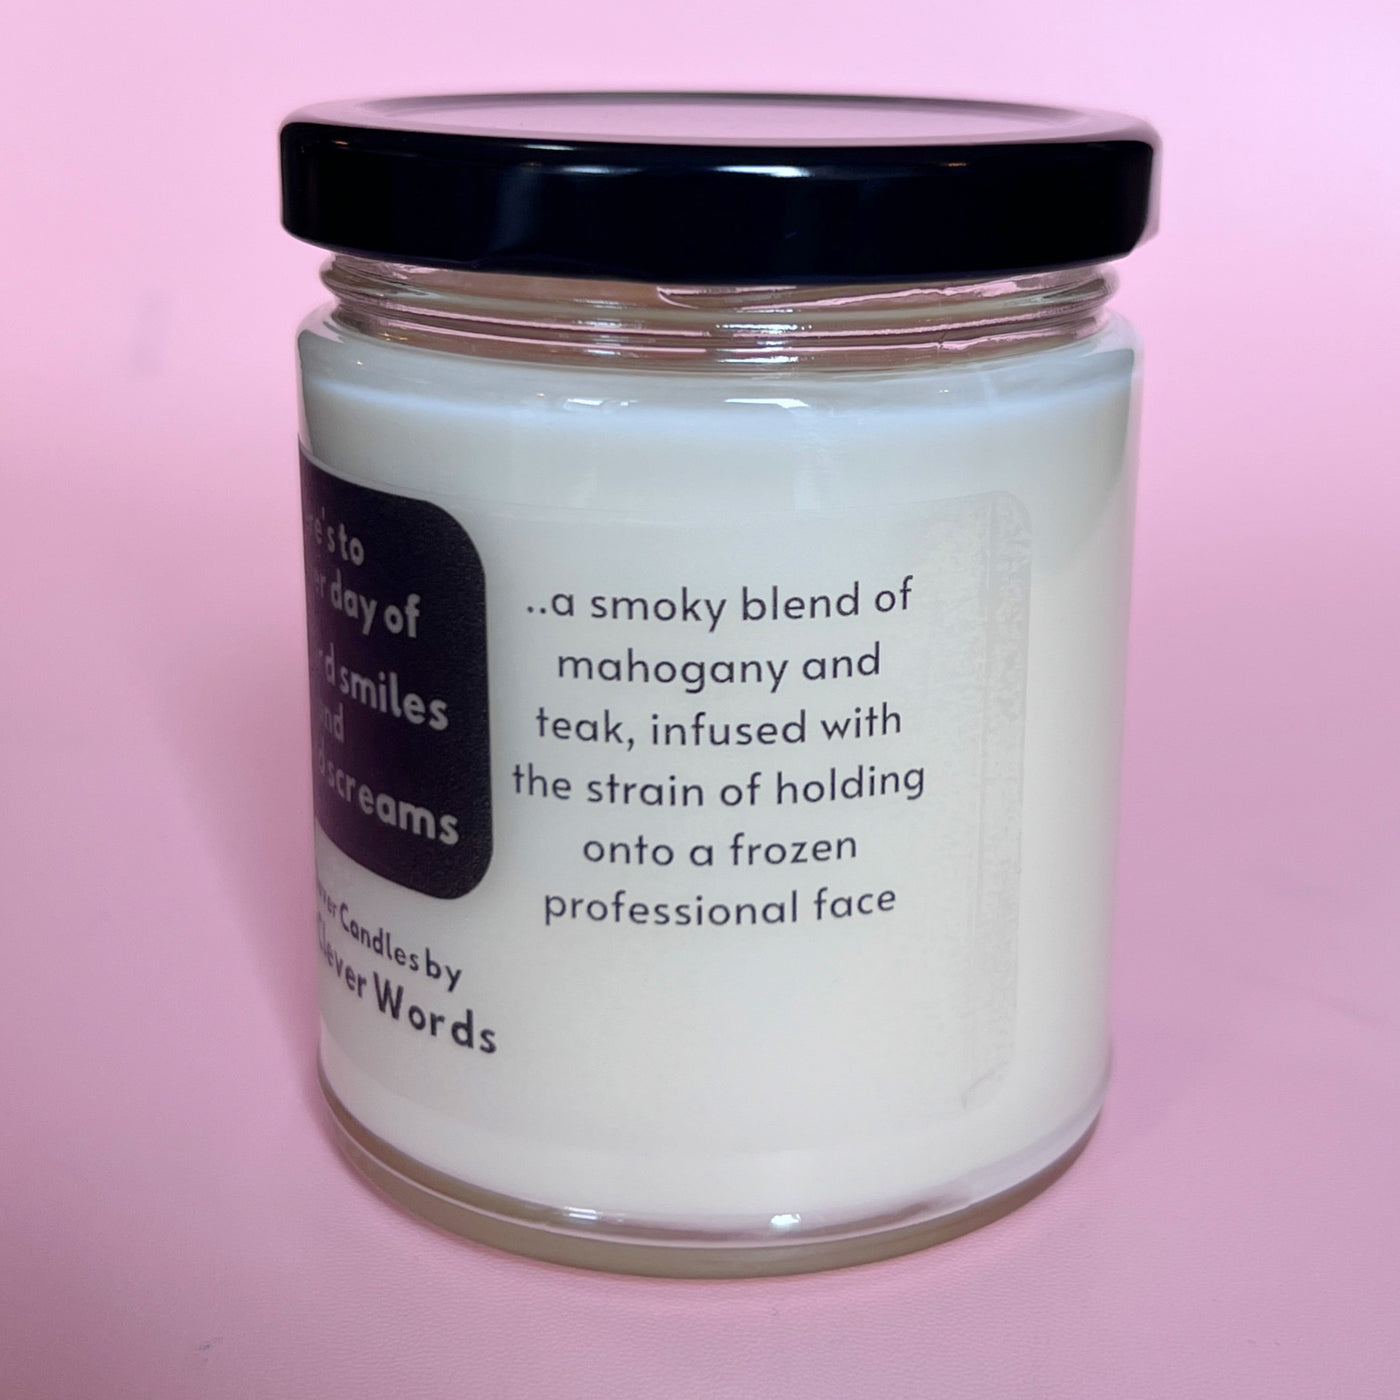 to
day of
smiles
screams
Candles by
Clever Words
..a smoky blend of
mahogany and
teak, infused with
the strain of holding
onto a frozen
professional face